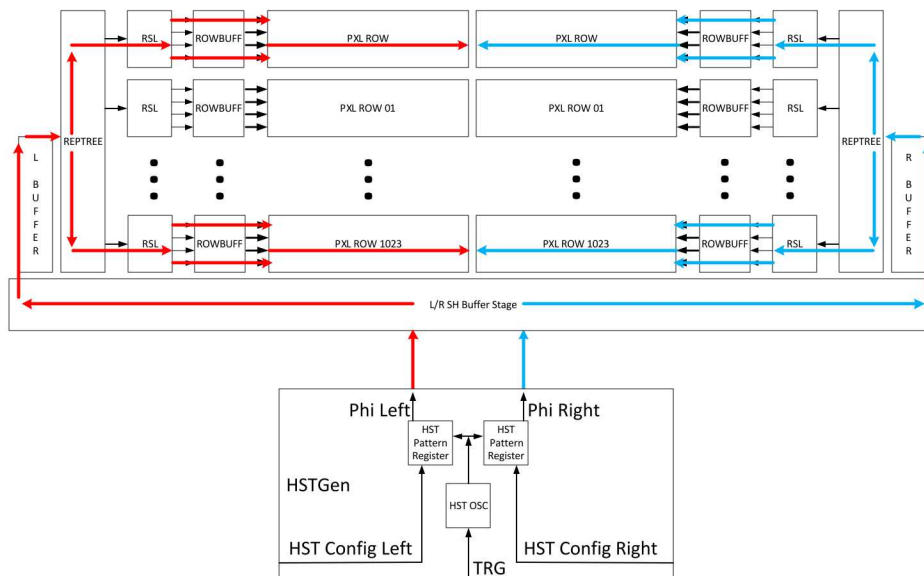 RSL ROWBUFF PXL ROW PXL ROW ROWBUFF RSL
RSL ROWBUFF PXL ROW 01 PXL ROW 01 ROWBUFF RSL
REPTREE REPTREE
L
B
U
F
F
E
R
R
B
U
F
F
E
R
RSL ROWBUFF PXL ROW 1023 PXL ROW 1023 ROWBUFF RSL
L/R SH Buffer Stage
Phi Left Phi Right
HST
Pattern
Register
HST
Pattern
Register
HSTGen
HST OSC
HST Config Left HST Config Right
TRG